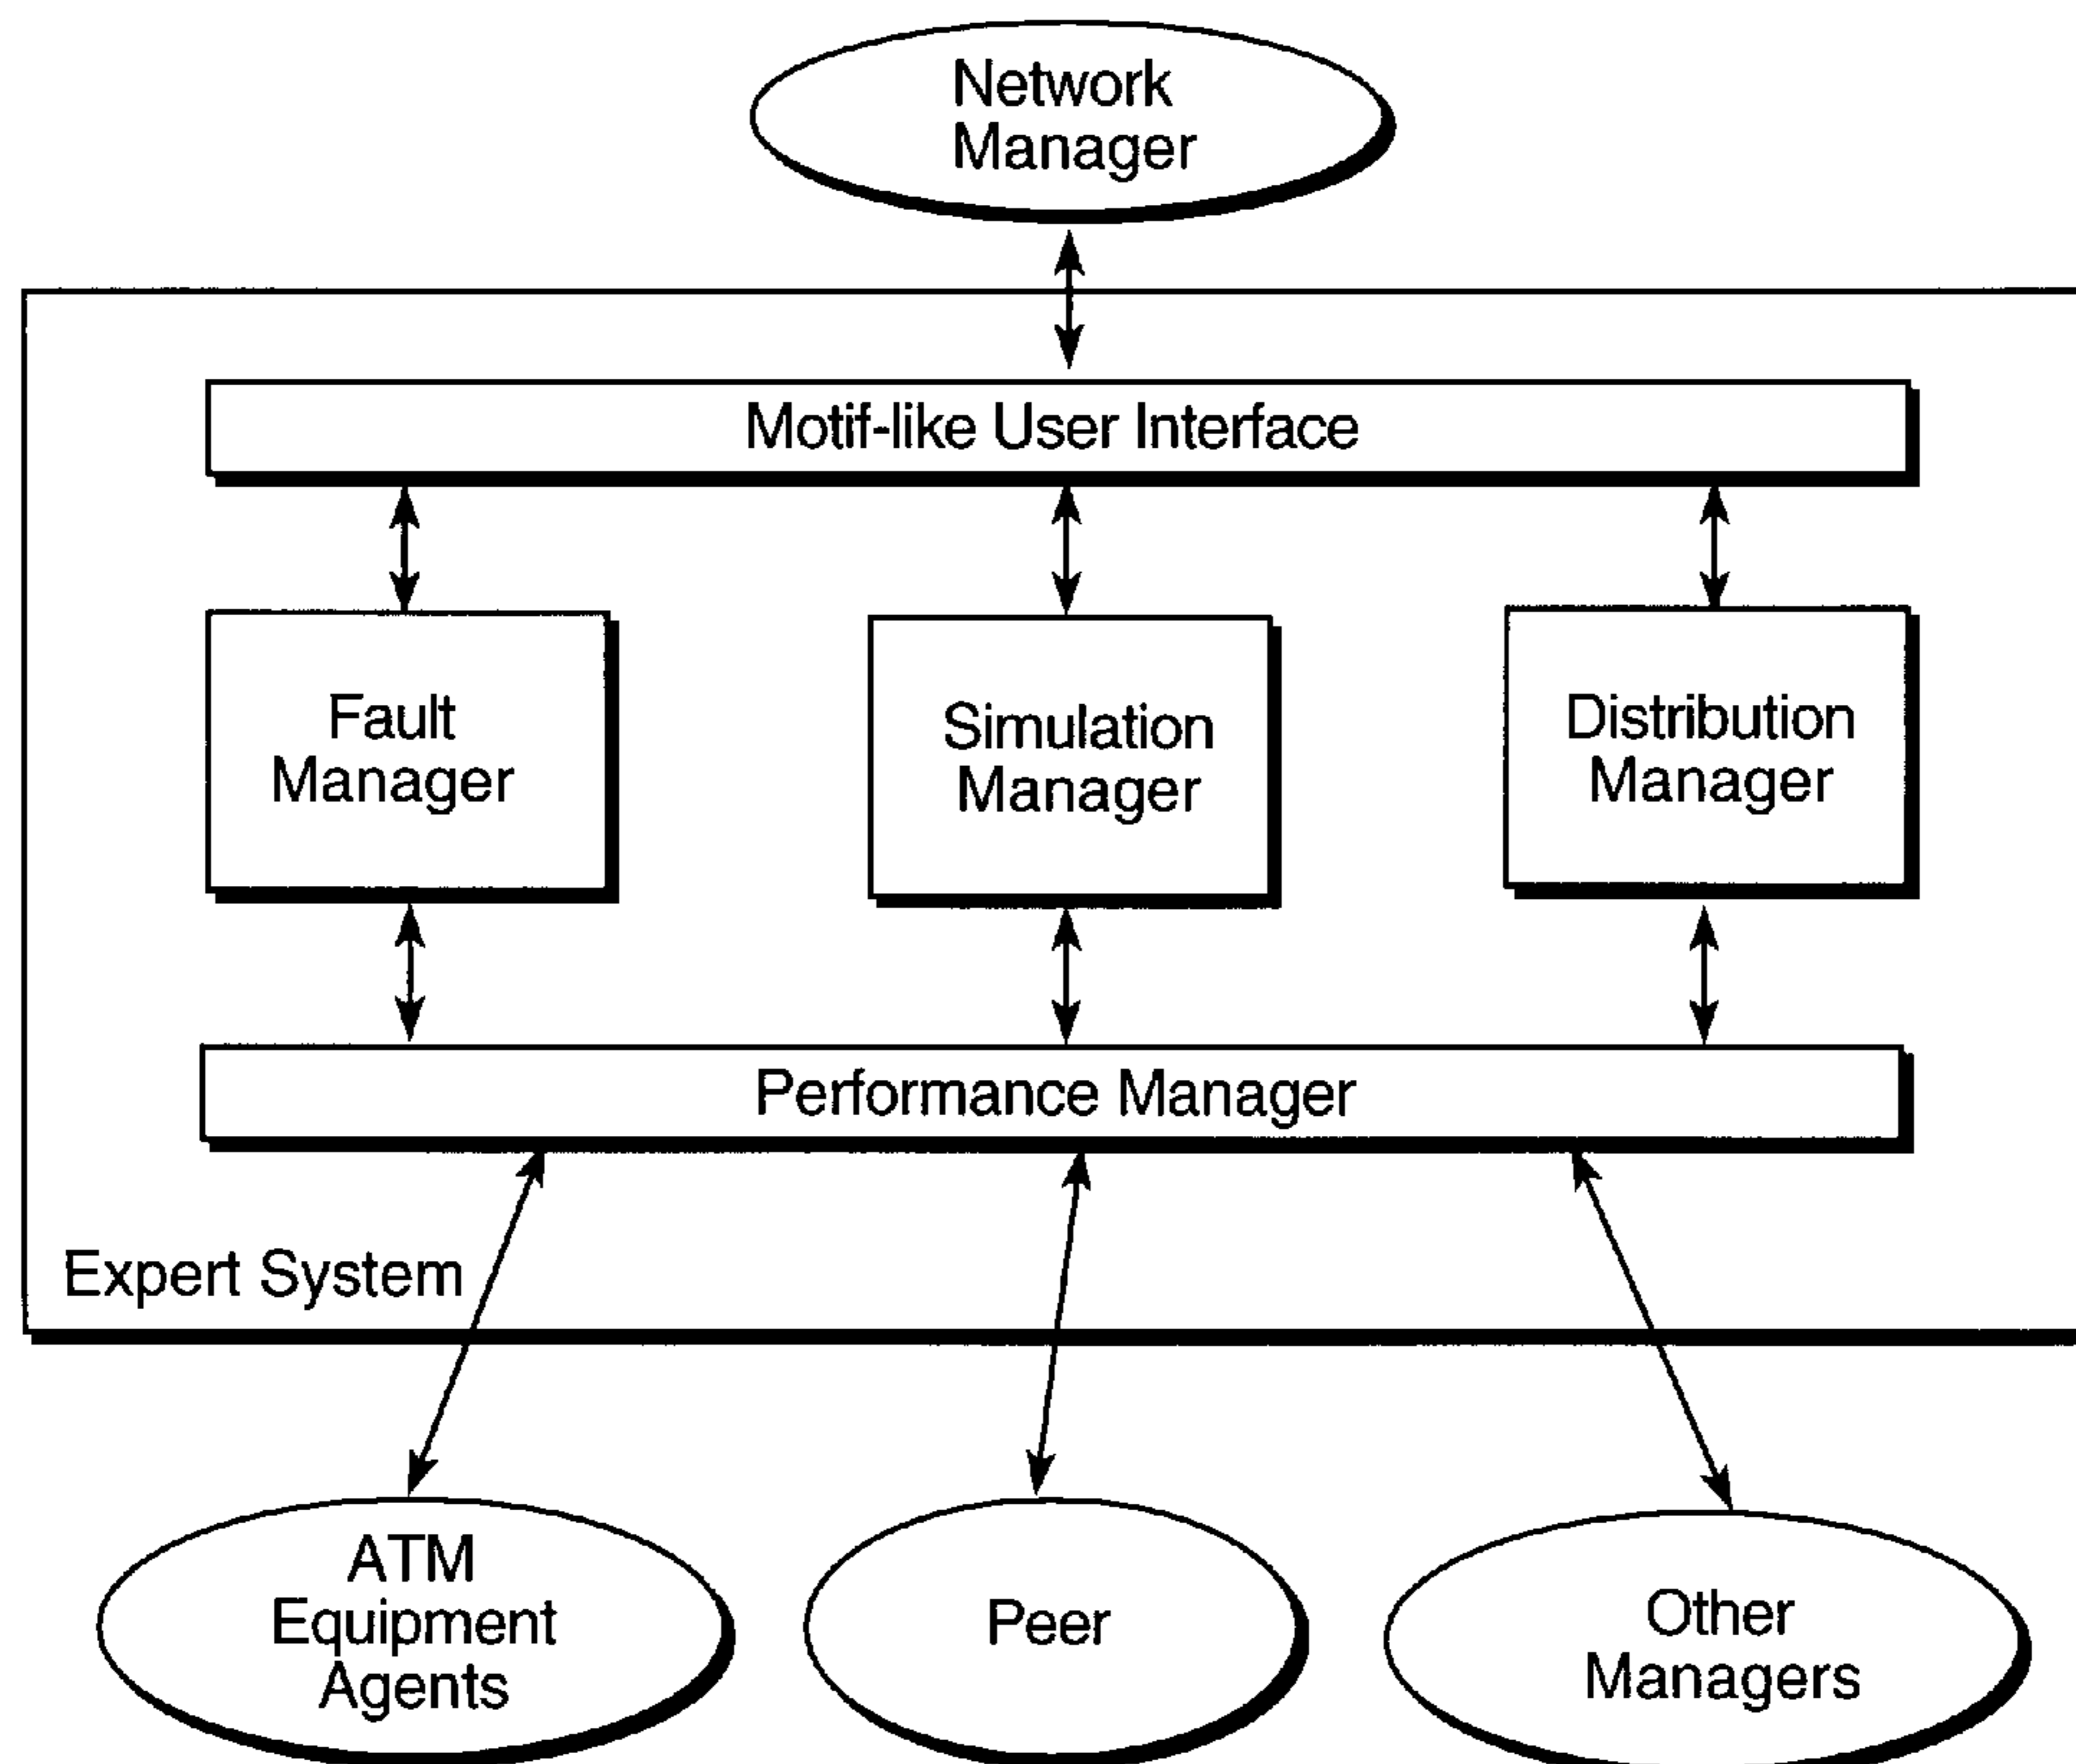 Network
Manager
Motif-like User Interface
Fault
Manager
Simulation
Manager
Distribution
Manager
Performance Manager
Expert System
ATM
Equipment
Agents
Peer
Other
Managers